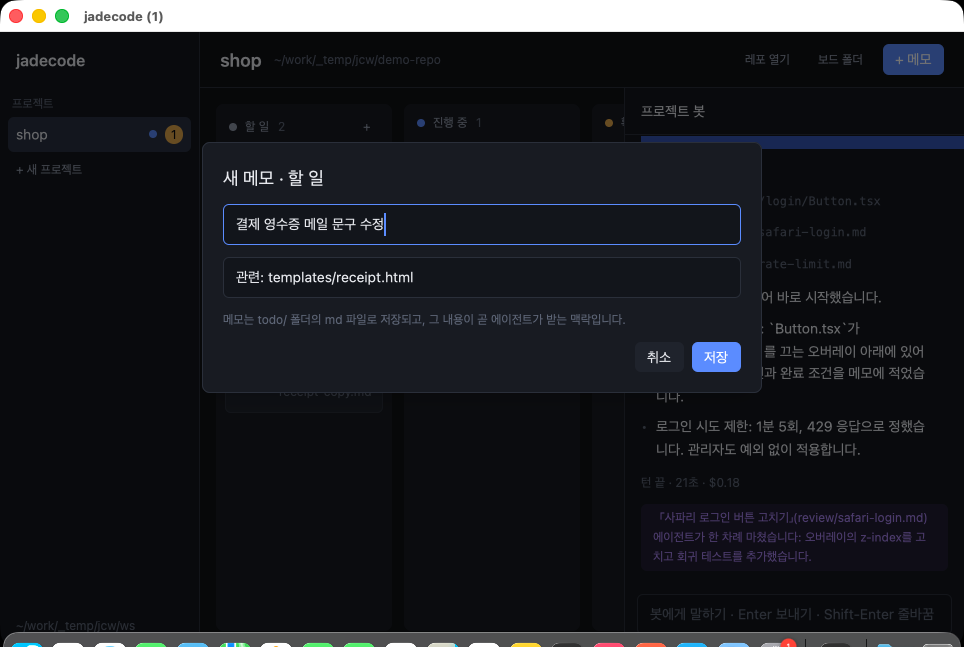 jadecode (1)
jadecode
프로젝트
shop
1
+ 새 프로젝트
~/work/_temp/jcw/ws
shop ~/work/_temp/jcw/demo-repo
레포 열기
보드 폴더
+ 메모
할 일 2 +
진행 중 1
receipt-copy.md
새 메모 · 할 일
결제 영수증 메일 문구 수정
관련: templates/receipt.html
메모는 todo/ 폴더의 md 파일로 저장되고, 그 내용이 곧 에이전트가 받는 맥락입니다.
취소
저장
프로젝트 봇
/login/Button.tsx
safari-login.md
rate-limit.md
어 바로 시작했습니다.
: `Button.tsx`가
를 끄는 오버레이 아래에 있어
과 완료 조건을 메모에 적었습
니다.
로그인 시도 제한: 1분 5회, 429 응답으로 정했습
니다. 관리자도 예외 없이 적용합니다.
턴 끝 · 21초 · $0.18
「사파리 로그인 버튼 고치기」(review/safari-login.md)
에이전트가 한 차례 마쳤습니다: 오버레이의 z-index를 고
치고 회귀 테스트를 추가했습니다.
봇에게 말하기 · Enter 보내기 · Shift-Enter 줄바꿈
1